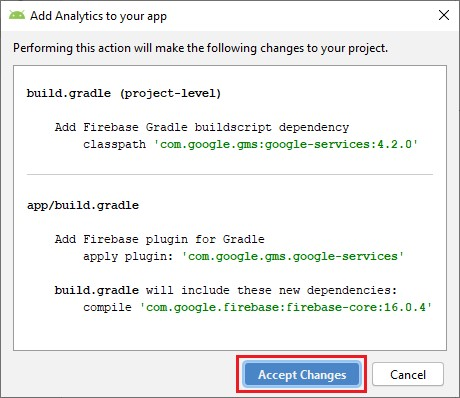 Add Analytics to your app
Performing this action will make the following changes to your project.
build.gradle (project-level)
Add Firebase Gradle buildscript dependency
classpath 'com.google.gms:google-services:4.2.0'
app/build.gradle
Add Firebase plugin for Gradle
apply plugin: 'com.google.gms.google-services'
build.gradle will include these new dependencies:
compile 'com.google.firebase:firebase-core:16.0.4'
Accept Changes
Cancel